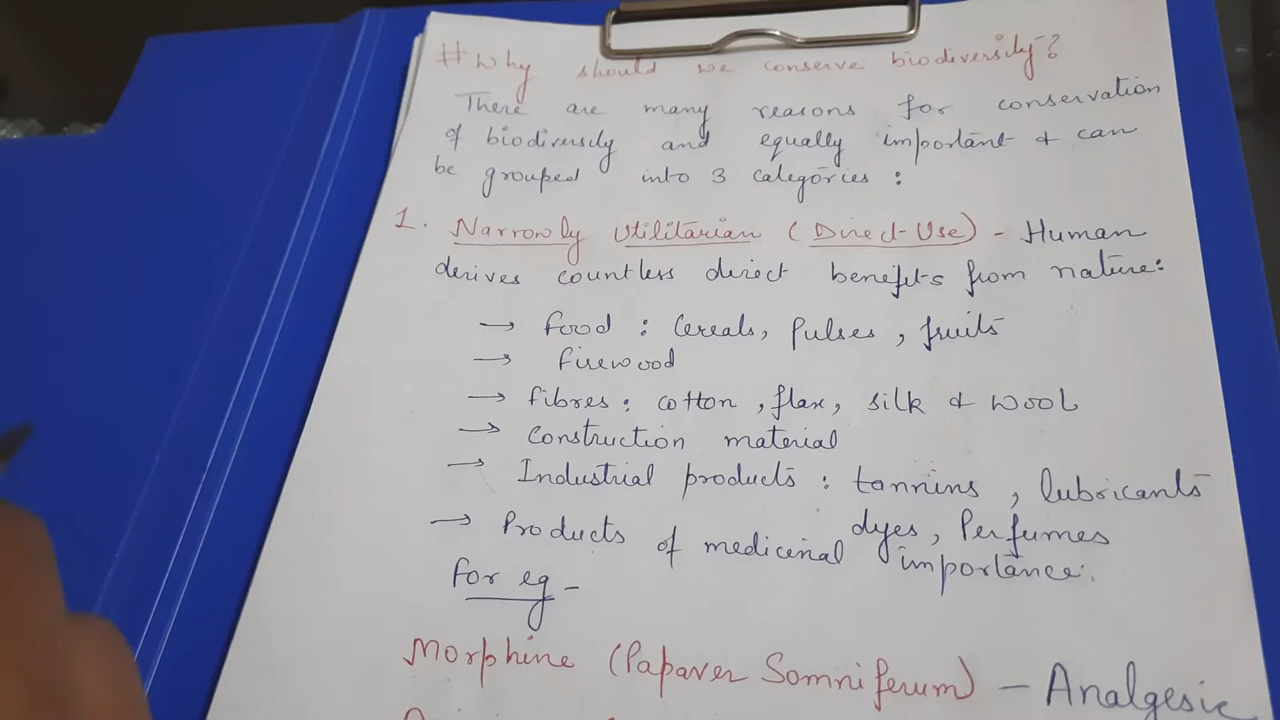 # Why should we conserve biodiversity?
There are many reasons for conservation
of biodiversity and equally important & can
be grouped into 3 categories :
1. Narrowly Utilitarian (Direct-Use) - Human
derives countless direct benefits from nature:
→ food : Cereals, Pulses, fruits
→ firewood
→ fibres : cotton, flax, silk & wool
→ Construction material
→ Industrial products : tannins, lubricants
dyes, Perfumes
→ Products of medicinal importance.
For eg -
Morphine (Papaver Somniferum) - Analgesic